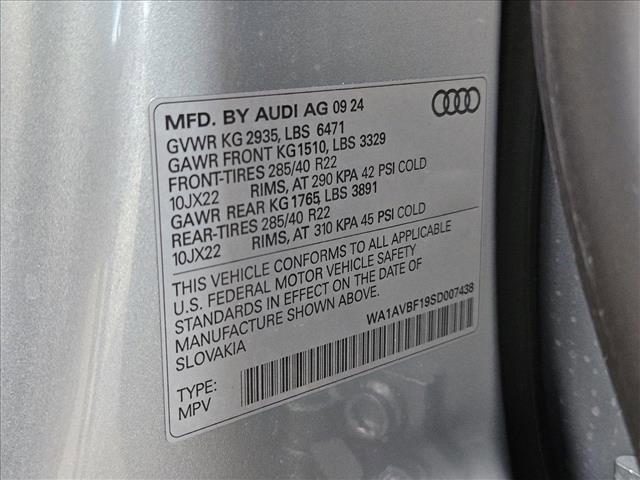 MFD. BY AUDI AG 09 24
GVWR KG 2935, LBS 6471
GAWR FRONT KG1510, LBS 3329
FRONT-TIRES 285/40 R22
10JX22 RIMS, AT 290 KPA 42 PSI COLD
GAWR REAR KG 1765, LBS 3891
REAR-TIRES 285/40 R22
10JX22 RIMS, AT 310 KPA 45 PSI COLD
THIS VEHICLE CONFORMS TO ALL APPLICABLE
U.S. FEDERAL MOTOR VEHICLE SAFETY
STANDARDS IN EFFECT ON THE DATE OF
MANUFACTURE SHOWN ABOVE.
SLOVAKIA
WA1AVBF19SD007438
TYPE:
MPV